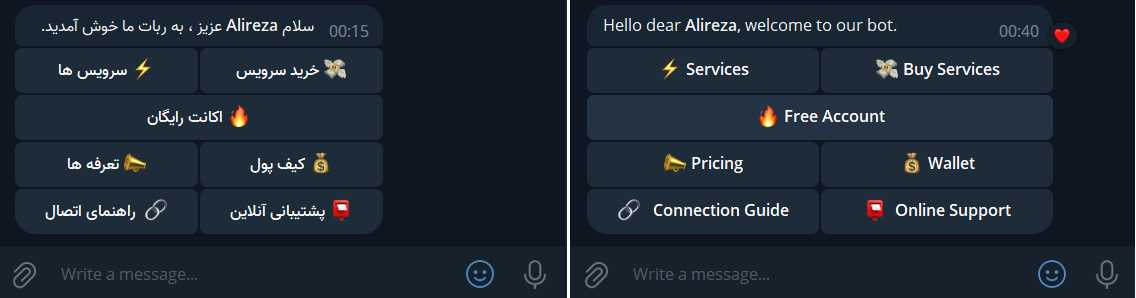 سلام Alireza عزیز ، به ربات ما خوش آمدید.
00:15
⚡ سرویس ها
💸 خرید سرویس
🔥 اکانت رایگان
📣 تعرفه ها
💰 کیف پول
🔗 راهنمای اتصال
📮 پشتیبانی آنلاین
Write a message...
Hello dear Alireza, welcome to our bot.
00:40
⚡ Services
💸 Buy Services
🔥 Free Account
📣 Pricing
💰 Wallet
🔗 Connection Guide
📮 Online Support
Write a message...